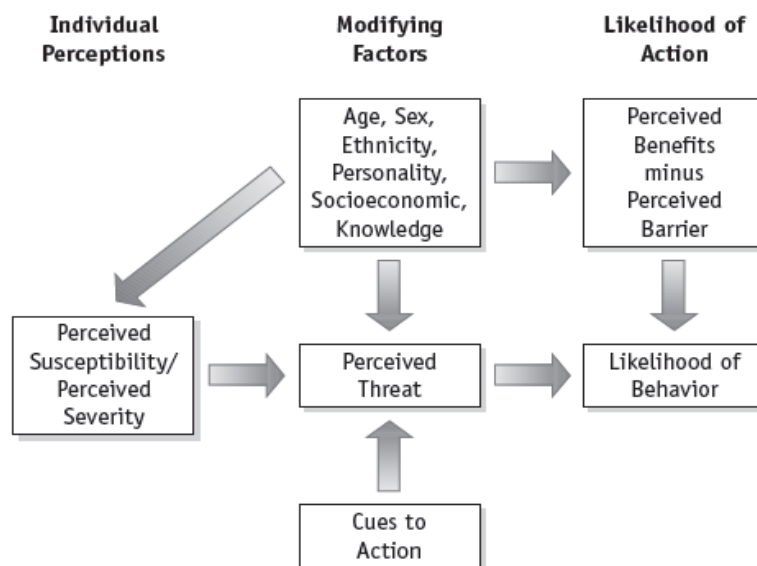 Individual
Perceptions
Modifying
Factors
Likelihood of
Action
Age, Sex,
Ethnicity,
Personality,
Socioeconomic,
Knowledge
Perceived
Benefits
minus
Perceived
Barrier
Perceived
Susceptibility/
Perceived
Severity
Perceived
Threat
Likelihood of
Behavior
Cues to
Action